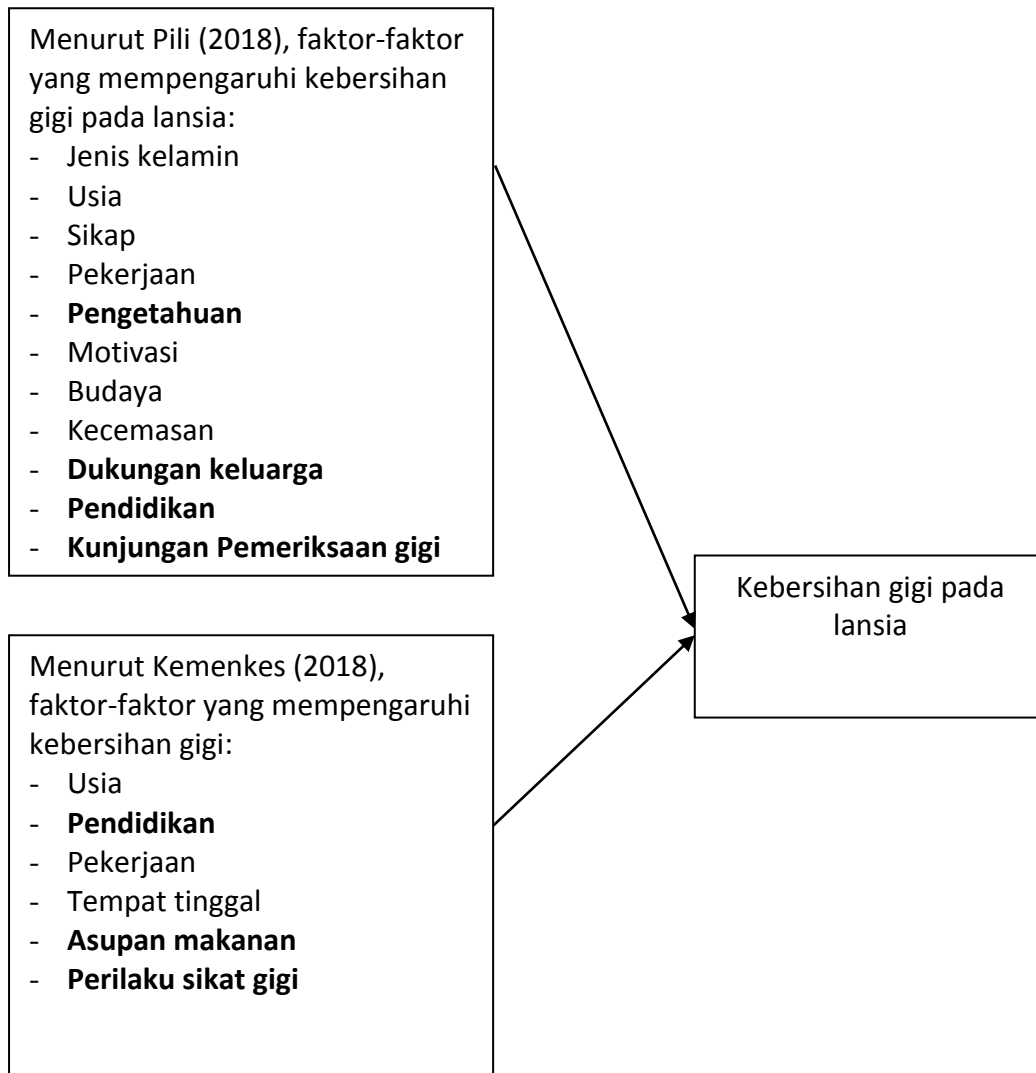 Menurut Pili (2018), faktor-faktor
yang mempengaruhi kebersihan
gigi pada lansia:
- Jenis kelamin
- Usia
- Sikap
- Pekerjaan
- Pengetahuan
- Motivasi
- Budaya
- Kecemasan
- Dukungan keluarga
- Pendidikan
- Kunjungan Pemeriksaan gigi
Kebersihan gigi pada
lansia
Menurut Kemenkes (2018),
faktor-faktor yang mempengaruhi
kebersihan gigi:
- Usia
- Pendidikan
- Pekerjaan
- Tempat tinggal
- Asupan makanan
- Perilaku sikat gigi